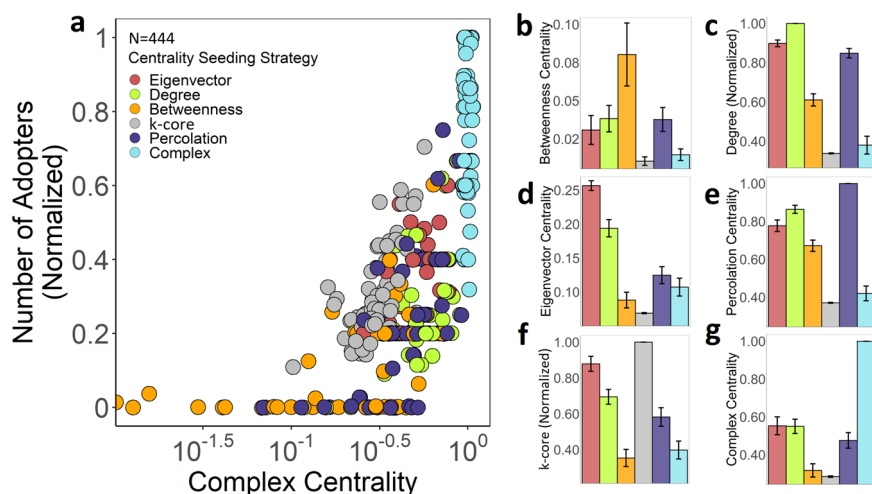 a
N=444
Centrality Seeding Strategy
Eigenvector
Degree
Betweenness
k-core
Percolation
Complex
Number of Adopters
(Normalized)
1
0.8
0.6
0.4
0.2
0
10^-1.5
10^-1
10^-0.5
10^0
Complex Centrality
b
Betweenness Centrality
0.10
0.08
0.05
0.02
c
Degree (Normalized)
1.00
0.80
0.60
0.40
d
Eigenvector Centrality
0.25
0.20
0.15
0.10
e
Percolation Centrality
1.00
0.80
0.60
0.40
f
k-core (Normalized)
1.00
0.80
0.60
0.40
g
Complex Centrality
1.00
0.80
0.60
0.40